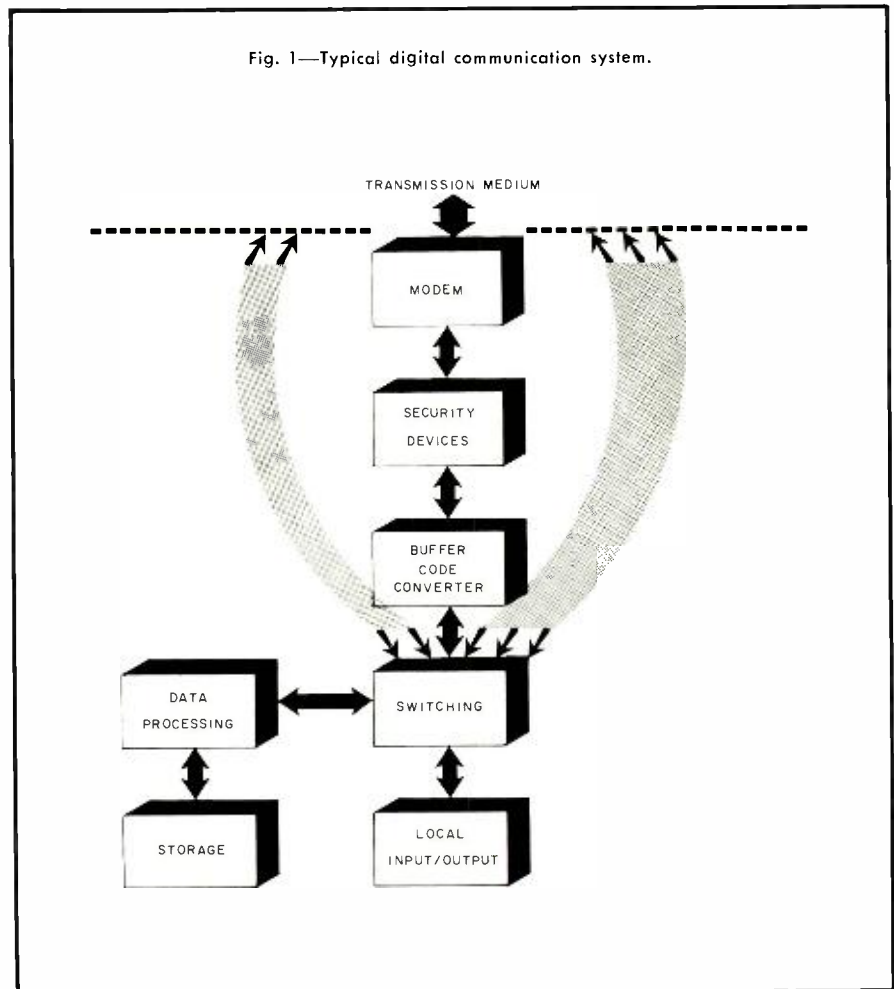 Fig. 1—Typical digital communication system.
TRANSMISSION MEDIUM
MODEM
SECURITY
DEVICES
BUFFER
CODE
CONVERTER
DATA
PROCESSING
SWITCHING
STORAGE
LOCAL
INPUT/OUTPUT